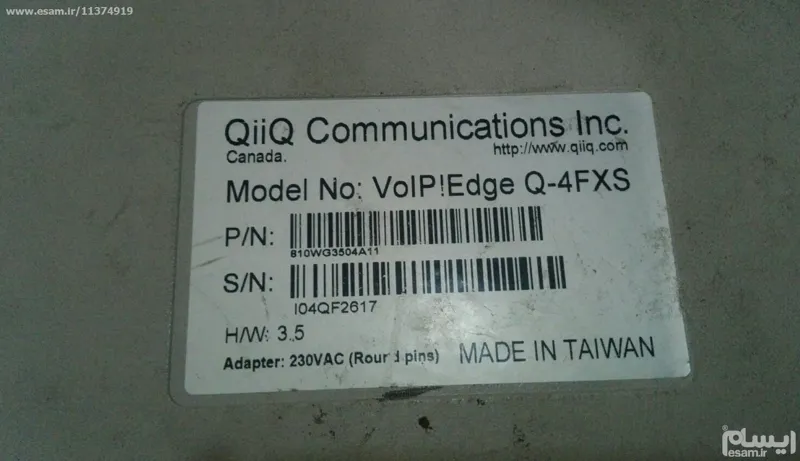 www.esam.ir/11374919
QiiQ Communications Inc.
Canada.
http://www.qiiq.com
Model No: VoIP!Edge Q-4FXS
P/N:
810WG3504A11
S/N:
I04QF2617
H/W: 3.5
Adapter: 230VAC (Round pins) MADE IN TAIWAN
ایسام
esam.ir